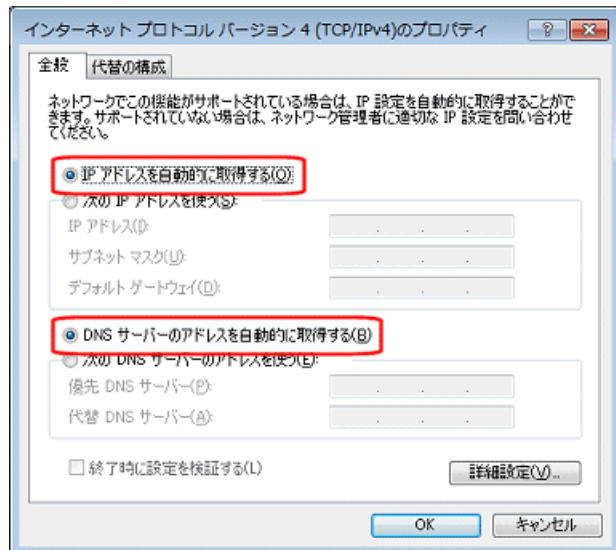 インターネット プロトコル バージョン 4 (TCP/IPv4)のプロパティ
全般
代替の構成
ネットワークでこの機能がサポートされている場合は、IP 設定を自動的に取得することがで
きます。サポートされていない場合は、ネットワーク管理者に適切な IP 設定を問い合わせ
てください。
IP アドレスを自動的に取得する(O)
次の IP アドレスを使う(S):
IP アドレス(I):
サブネット マスク(U):
デフォルト ゲートウェイ(D):
DNS サーバーのアドレスを自動的に取得する(B)
次の DNS サーバーのアドレスを使う(E):
優先 DNS サーバー(P):
代替 DNS サーバー(A):
終了時に設定を検証する(L)
詳細設定(V)...
OK
キャンセル